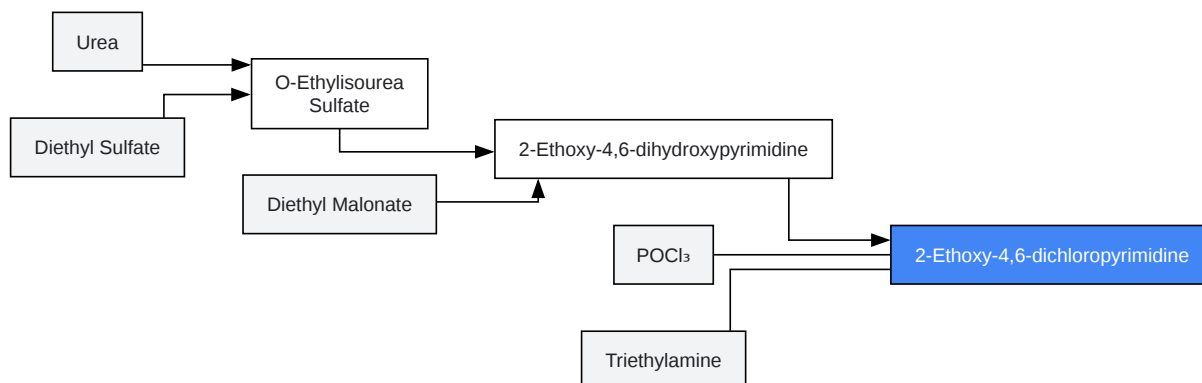 Urea
O-Ethylisourea
Sulfate
Diethyl Sulfate
2-Ethoxy-4,6-dihydroxypyrimidine
Diethyl Malonate
POCl₃
2-Ethoxy-4,6-dichloropyrimidine
Triethylamine